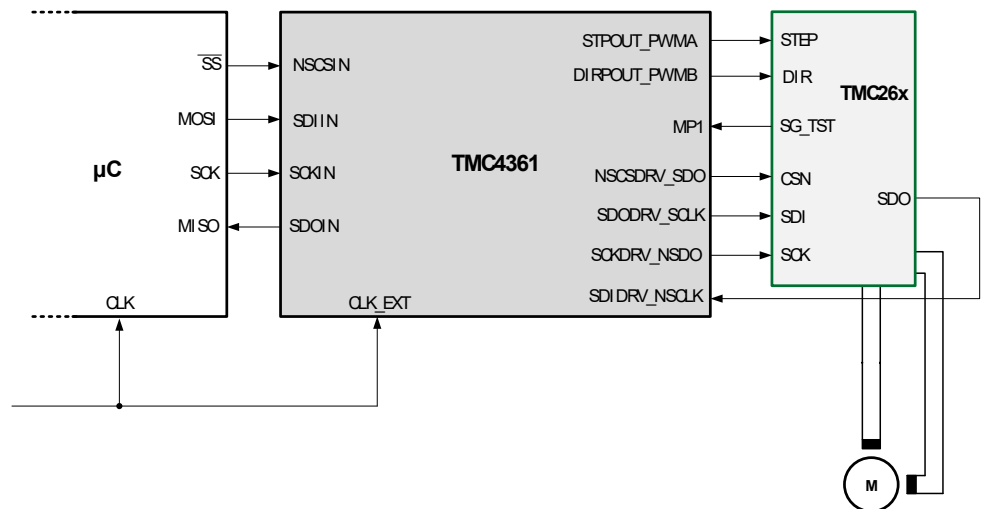 µC
SS
MOSI
SCK
MISO
CLK
NSCSIN
SDIIN
SCKIN
SDOIN
TMC4361
CLK_EXT
STPOUT_PWMA
DIRPOUT_PWMB
MP1
NSCSDRV_SDO
SDODRV_SCLK
SCKDRV_NSDO
SDIDRV_NSCLK
STEP
DIR
TMC26x
SG_TST
CSN
SDO
SDI
SCK
M